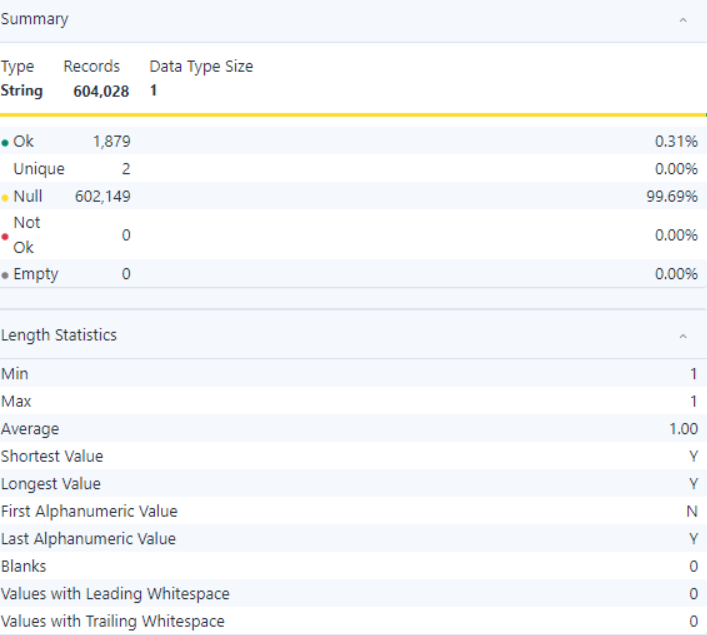 Summary
Type Records Data Type Size
String 604,028 1
Ok 1,879 0.31%
Unique 2 0.00%
Null 602,149 99.69%
Not
Ok 0 0.00%
Empty 0 0.00%
Length Statistics
Min 1
Max 1
Average 1.00
Shortest Value Y
Longest Value Y
First Alphanumeric Value N
Last Alphanumeric Value Y
Blanks 0
Values with Leading Whitespace 0
Values with Trailing Whitespace 0